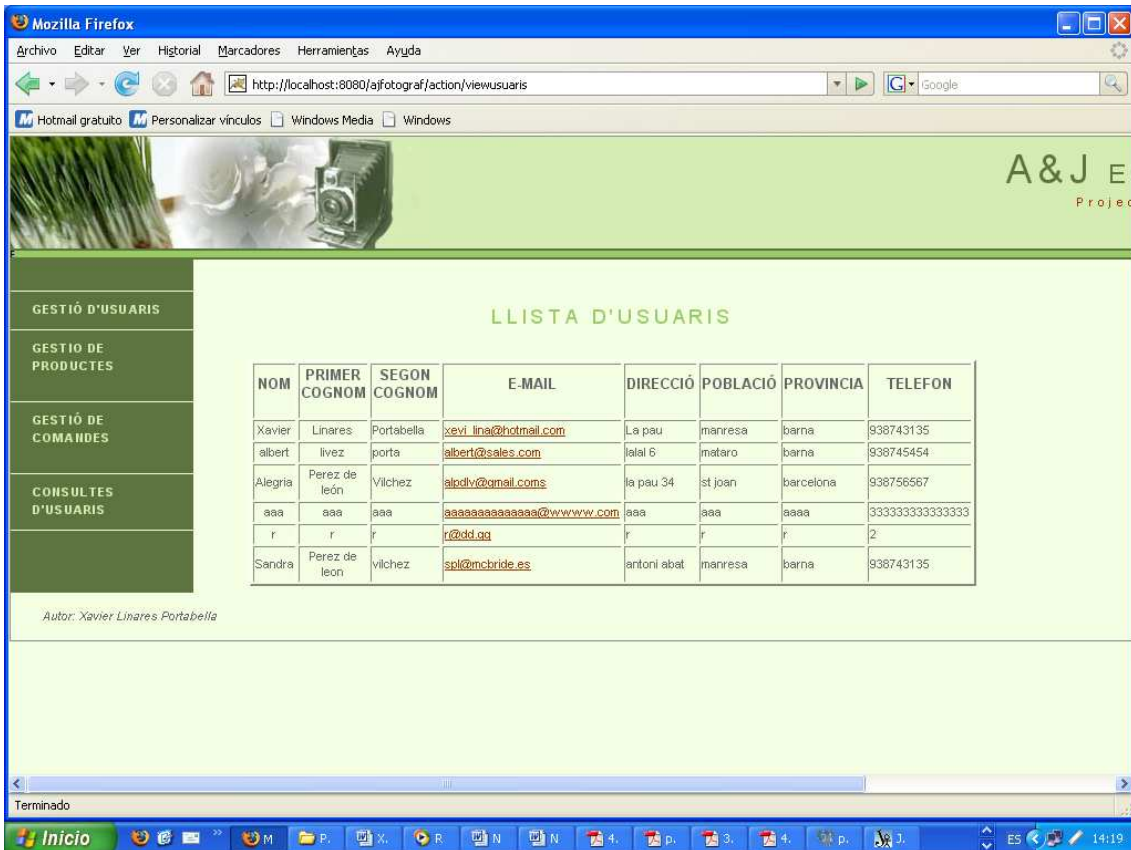 Mozilla Firefox
Archivo Editar Ver Historial Marcadores Herramientas Ayuda
http://localhost:8080/ajfotograf/action/viewusuaris
G Google
Hotmail gratuito Personalizar vínculos Windows Media Windows
A&J E
Projec
GESTIÓ D'USUARIS
GESTIO DE
PRODUCTES
GESTIÓ DE
COMANDES
CONSULTES
D'USUARIS
LLISTA D'USUARIS
NOM PRIMER COGNOM SEGON COGNOM E-MAIL DIRECCIÓ POBLACIÓ PROVINCIA TELEFON
Xavier Linares Portabella xevi_lina@hotmail.com La pau manresa barna 938743135
albert livez porta albert@sales.com lalal 6 mataro barna 938745454
Alegria Perez de león Vilchez alpdlv@gmail.coms la pau 34 st joan barcelona 938756567
aaa aaa aaa aaaaaaaaaaaaaa@wwww.com aaa aaa aaaa 333333333333333
r r r r@dd.gg r r r 2
Sandra Perez de leon vilchez spl@mcbride.es antoni abat manresa barna 938743135
Autor: Xavier Linares Portabella
Terminado
Inicio M P. X. R N N 4. p. 3. 4. p. J. ES 14:19